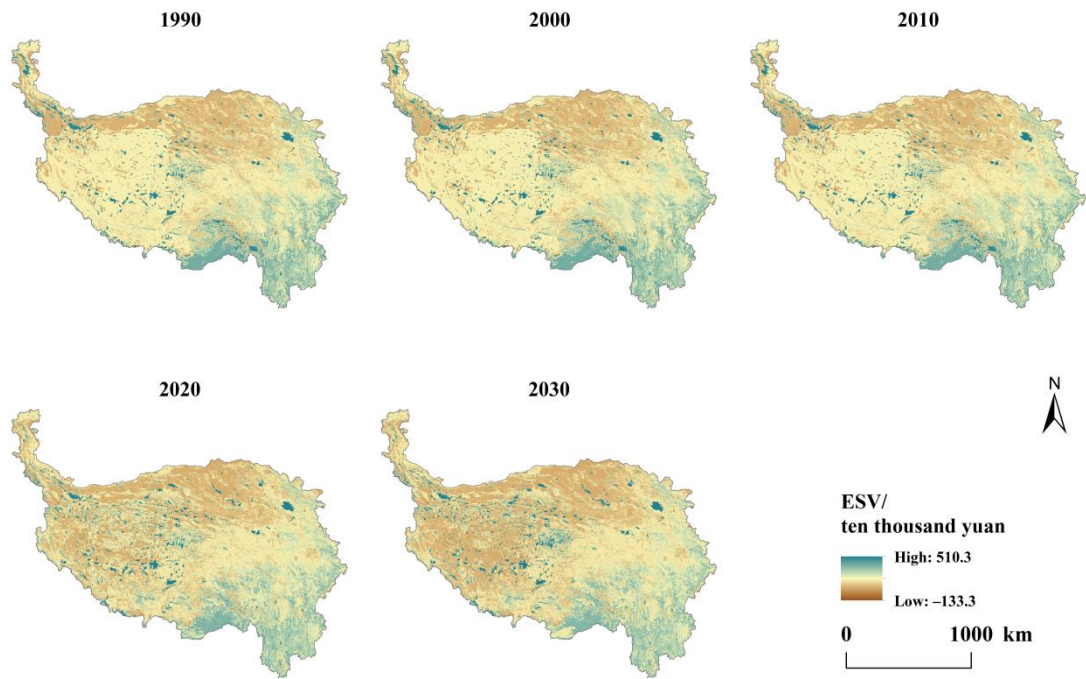 1990
2000
2010
2020
2030
N
ESV/
ten thousand yuan
High: 510.3
Low: –133.3
0 1000 km